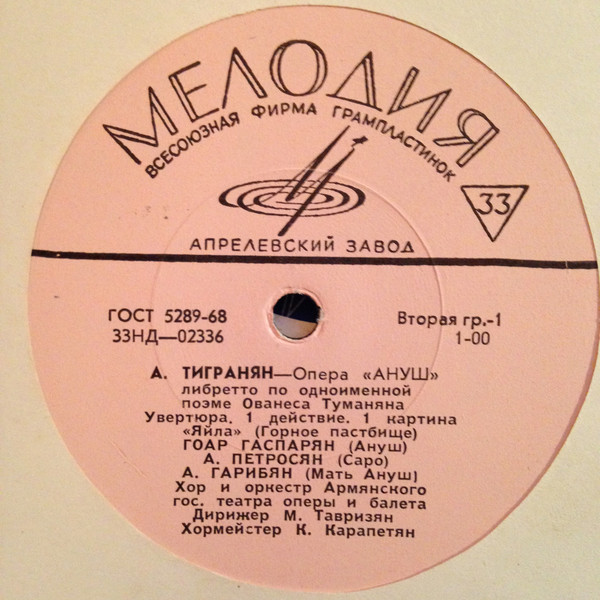 МЕЛОДИЯ
ВСЕСОЮЗНАЯ ФИРМА ГРАМПЛАСТИНОК
33
АПРЕЛЕВСКИЙ ЗАВОД
ГОСТ 5289-68
Вторая гр.-1
33НД—02336
1-00
А. ТИГРАНЯН—Опера «АНУШ»
либретто по одноименной
поэме Ованеса Туманяна
Увертюра. 1 действие. 1 картина
«Яйла» (Горное пастбище)
ГОАР ГАСПАРЯН (Ануш)
А. ПЕТРОСЯН (Саро)
А. ГАРИБЯН (Мать Ануш)
Хор и оркестр Армянского
гос. театра оперы и балета
Дирижер М. Тавризян
Хормейстер К. Карапетян